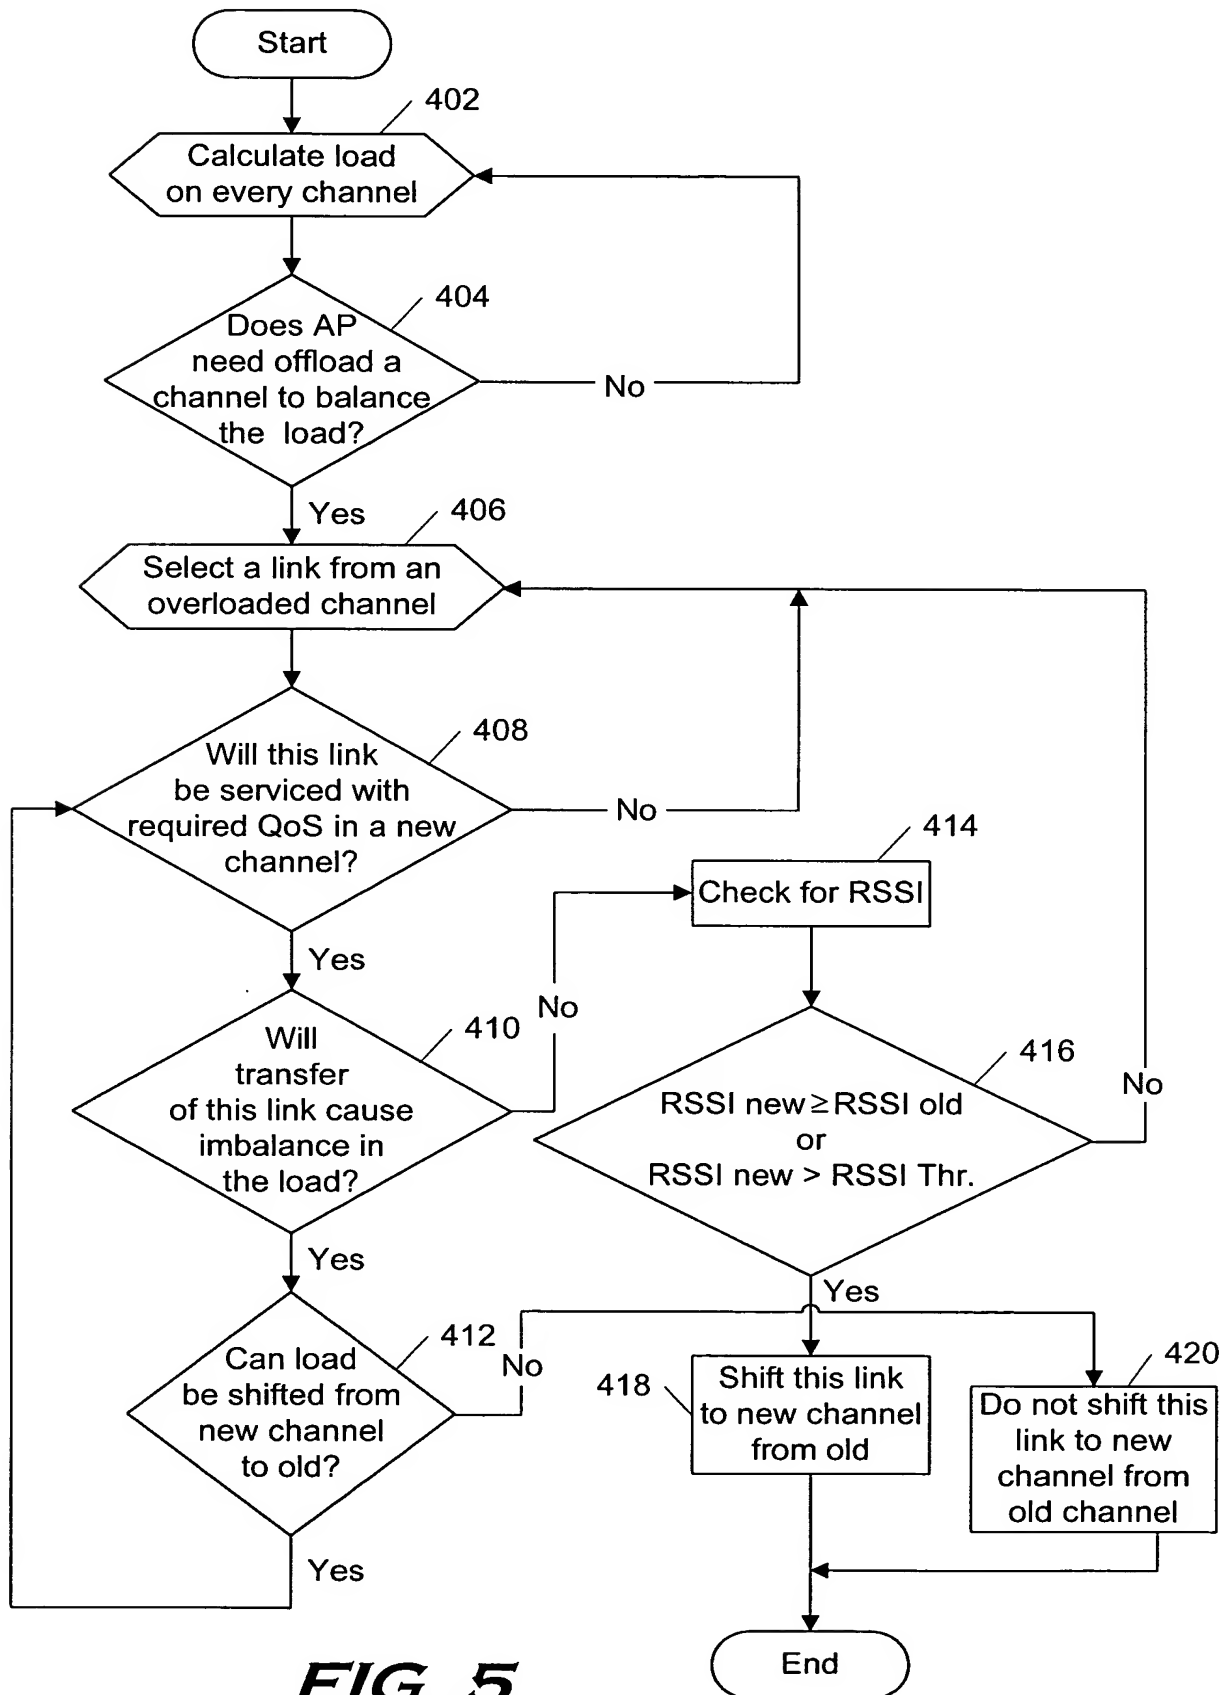 Start
402
Calculate load
on every channel
404
Does AP
need offload a
channel to balance
the load?
No
Yes
406
Select a link from an
overloaded channel
408
Will this link
be serviced with
required QoS in a new
channel?
No
414
Check for RSSI
Yes
No
410
Will
transfer
of this link cause
imbalance in
the load?
416
RSSI new ≥ RSSI old
or
RSSI new > RSSI Thr.
No
Yes
Yes
412
Can load
be shifted from
new channel
to old?
No
418
Shift this link
to new channel
from old
420
Do not shift this
link to new
channel from
old channel
Yes
End
FIG. 5